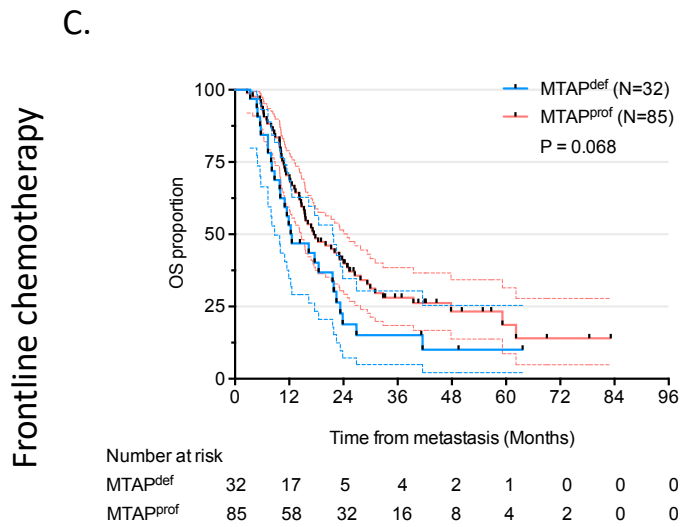 C.
Frontline chemotherapy
OS proportion
100
75
50
25
0
MTAPdef (N=32)
MTAPprof (N=85)
P = 0.068
0 12 24 36 48 60 72 84 96
Time from metastasis (Months)
Number at risk
MTAPdef 32 17 5 4 2 1 0 0 0
MTAPprof 85 58 32 16 8 4 2 0 0